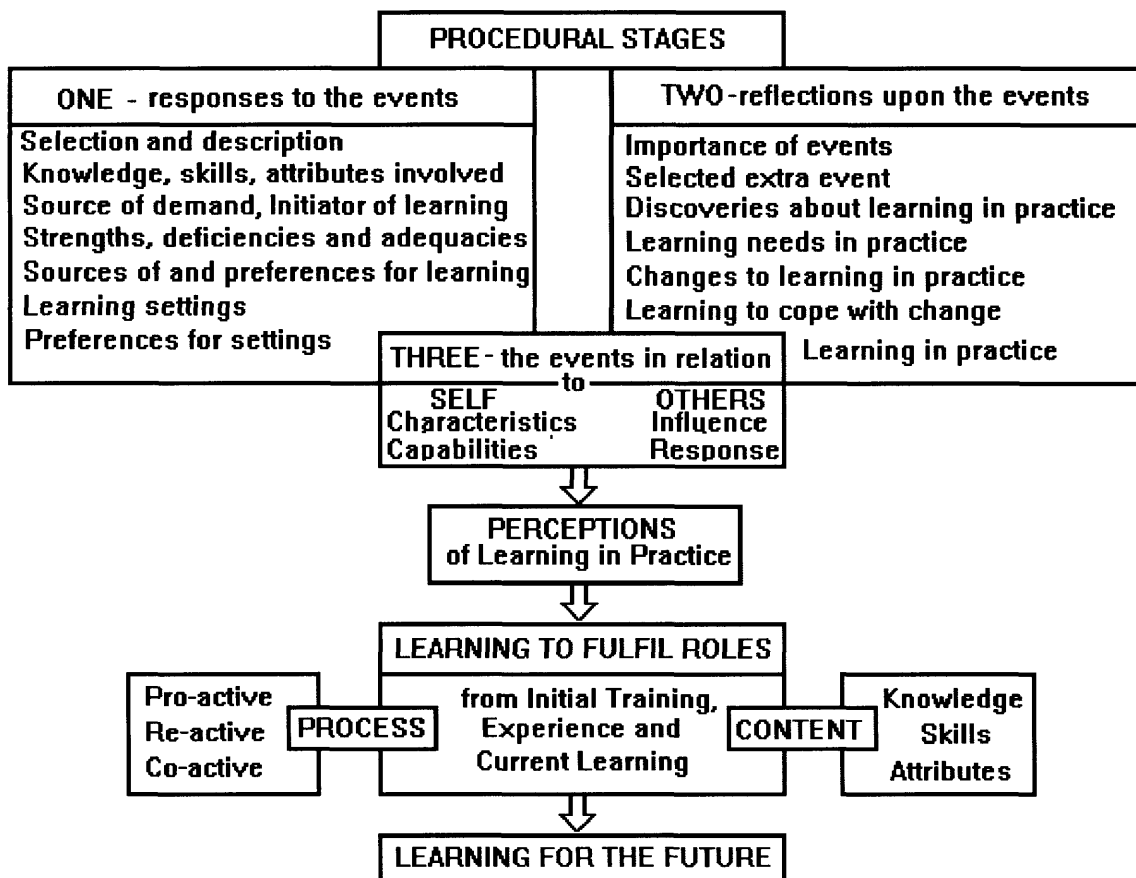 PROCEDURAL STAGES
ONE - responses to the events
Selection and description
Knowledge, skills, attributes involved
Source of demand, Initiator of learning
Strengths, deficiencies and adequacies
Sources of and preferences for learning
Learning settings
Preferences for settings
TWO-reflections upon the events
Importance of events
Selected extra event
Discoveries about learning in practice
Learning needs in practice
Changes to learning in practice
Learning to cope with change
Learning in practice
THREE - the events in relation
to
SELF
Characteristics
Capabilities
OTHERS
Influence
Response
PERCEPTIONS
of Learning in Practice
LEARNING TO FULFIL ROLES
from Initial Training,
Experience and
Current Learning
Pro-active
Re-active
Co-active
PROCESS
CONTENT
Knowledge
Skills
Attributes
LEARNING FOR THE FUTURE